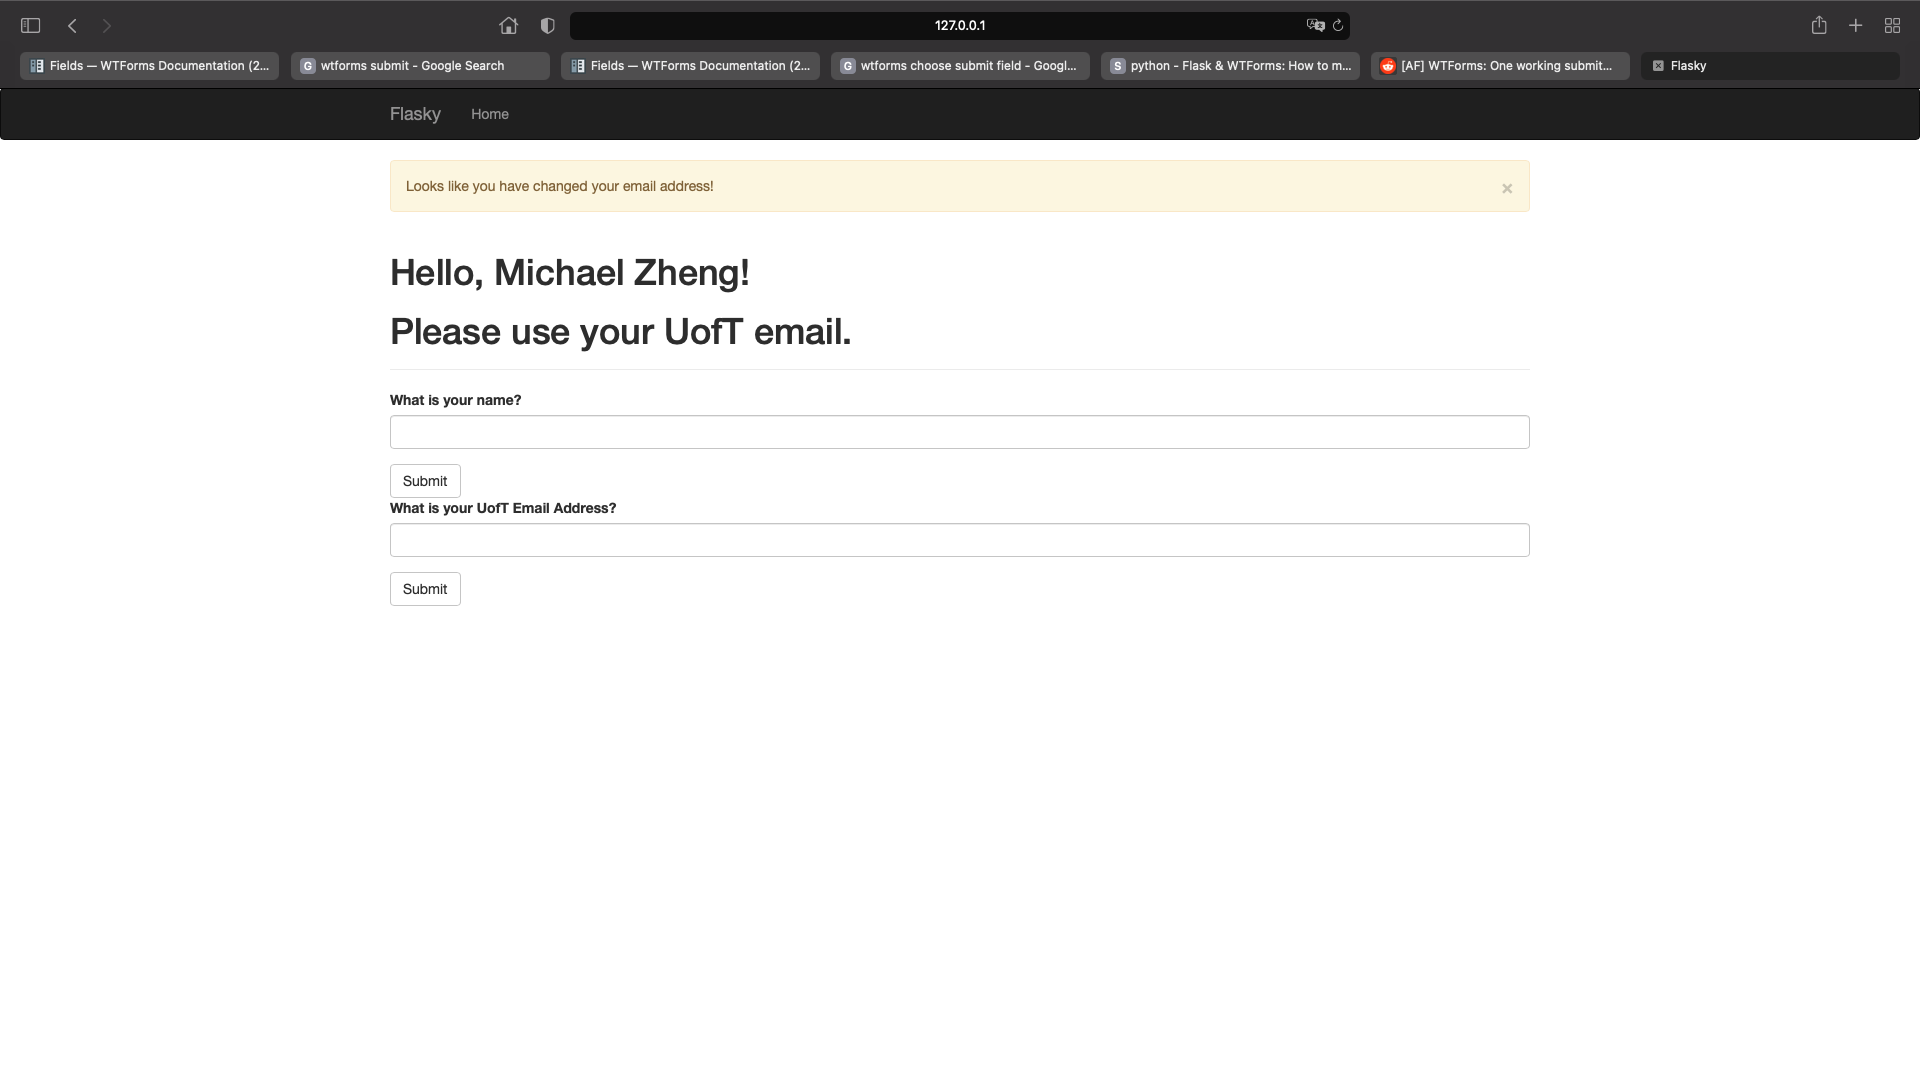 127.0.0.1
Fields — WTForms Documentation (2...
G wtforms submit - Google Search
Fields — WTForms Documentation (2...
G wtforms choose submit field - Googl...
S python - Flask & WTForms: How to m...
[AF] WTForms: One working submit...
Flasky
Flasky Home
Looks like you have changed your email address! ×
Hello, Michael Zheng!
Please use your UofT email.
What is your name?
Submit
What is your UofT Email Address?
Submit